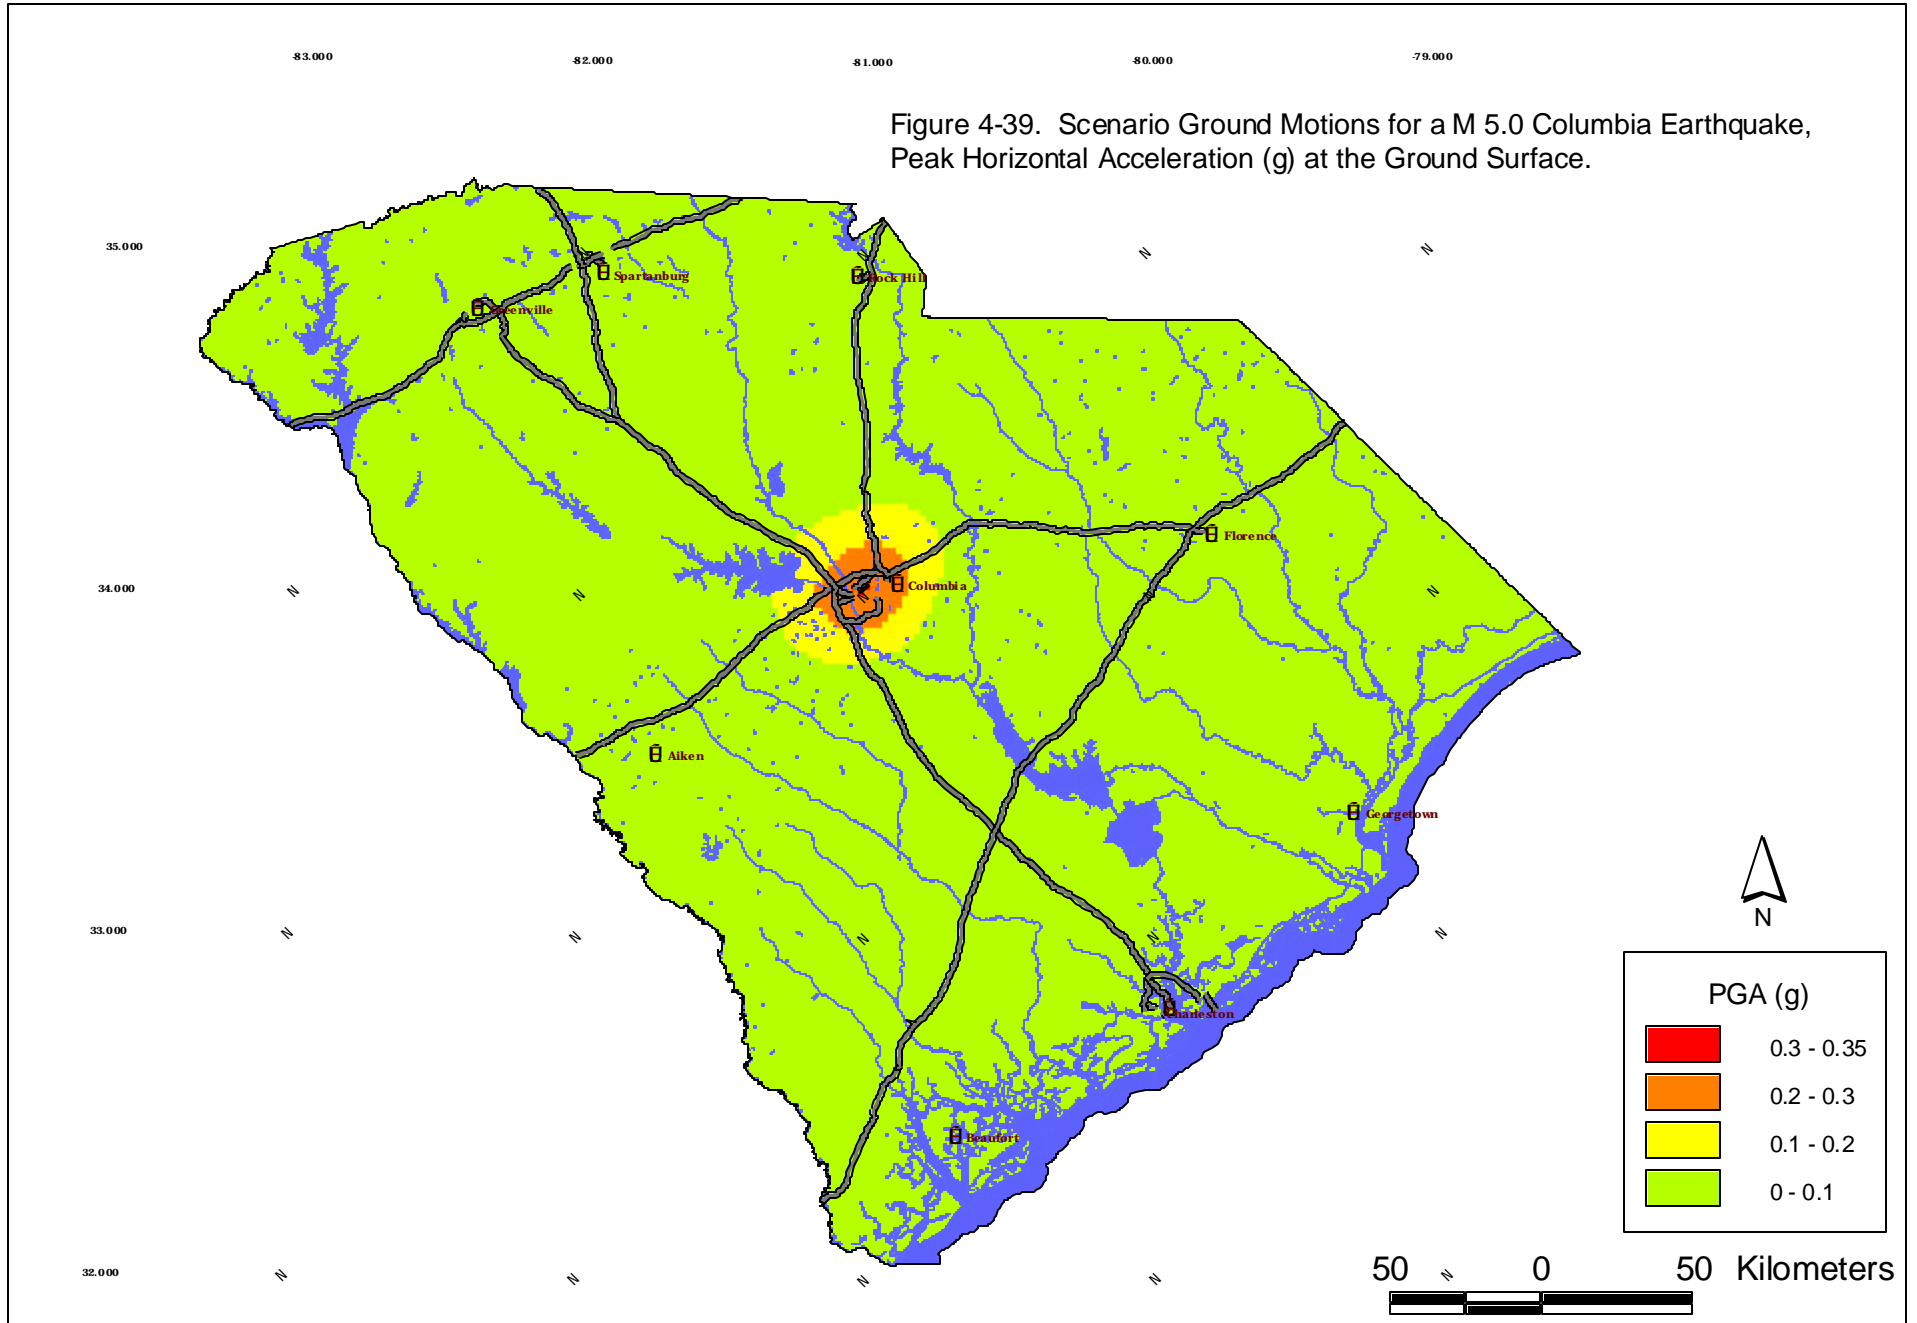 -83.000 -82.000 -81.000 -80.000 -79.000
Figure 4-39. Scenario Ground Motions for a M 5.0 Columbia Earthquake,
Peak Horizontal Acceleration (g) at the Ground Surface.
35.000
N N N
Spartanburg
Rock Hill
Greenville
Florence
34.000
N N N
Columbia
Aiken
Georgetown
N
33.000
N N N N N
PGA (g)
Charleston
0.3 - 0.35
0.2 - 0.3
Beaufort
0.1 - 0.2
0 - 0.1
32.000
N N N N N
50 0 50 Kilometers